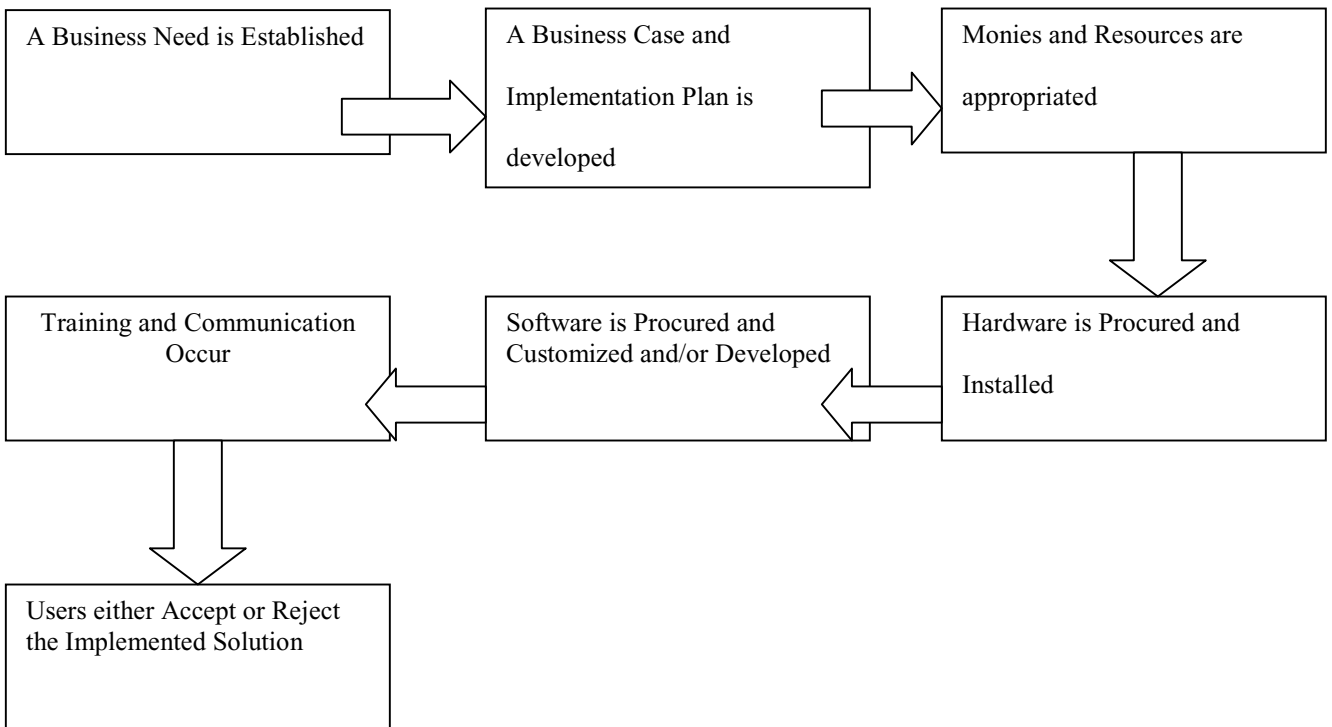 A Business Need is Established
A Business Case and
Implementation Plan is
developed
Monies and Resources are
appropriated
Hardware is Procured and
Installed
Software is Procured and
Customized and/or Developed
Training and Communication
Occur
Users either Accept or Reject
the Implemented Solution